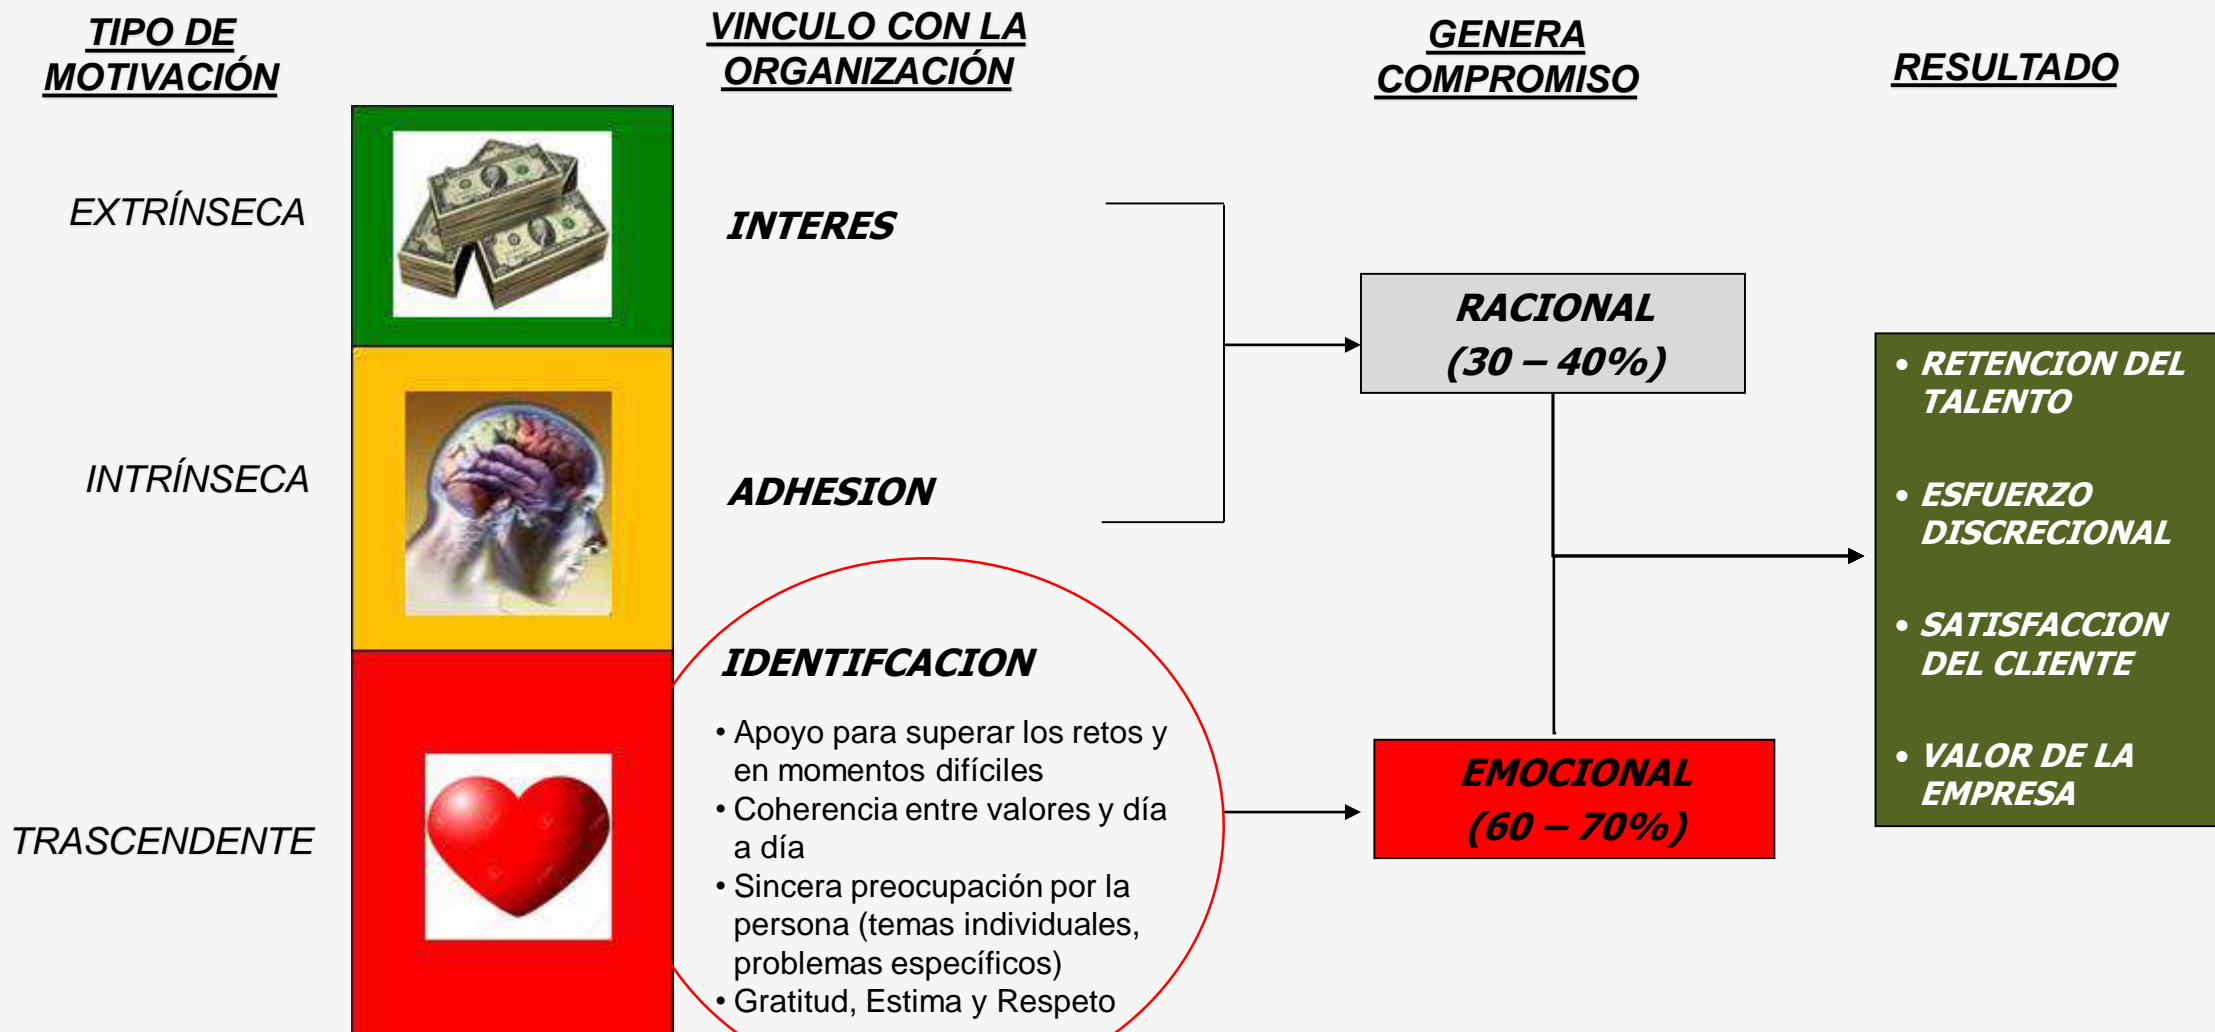 TIPO DE
MOTIVACIÓN
VINCULO CON LA
ORGANIZACIÓN
GENERA
COMPROMISO
RESULTADO
EXTRÍNSECA
INTERES
INTRÍNSECA
ADHESION
TRASCENDENTE
IDENTIFCACION
• Apoyo para superar los retos y
en momentos difíciles
• Coherencia entre valores y día
a día
• Sincera preocupación por la
persona (temas individuales,
problemas específicos)
• Gratitud, Estima y Respeto
RACIONAL
(30 – 40%)
EMOCIONAL
(60 – 70%)
• RETENCION DEL
TALENTO
• ESFUERZO
DISCRECIONAL
• SATISFACCION
DEL CLIENTE
• VALOR DE LA
EMPRESA